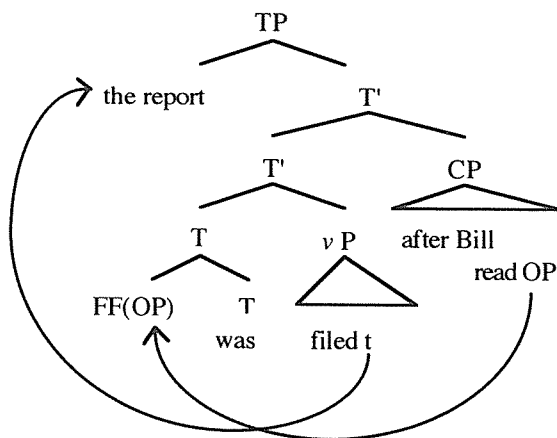 TP
the report
T'
T'
CP
T
v P
after Bill
read OP
FF(OP)
T
was
filed t